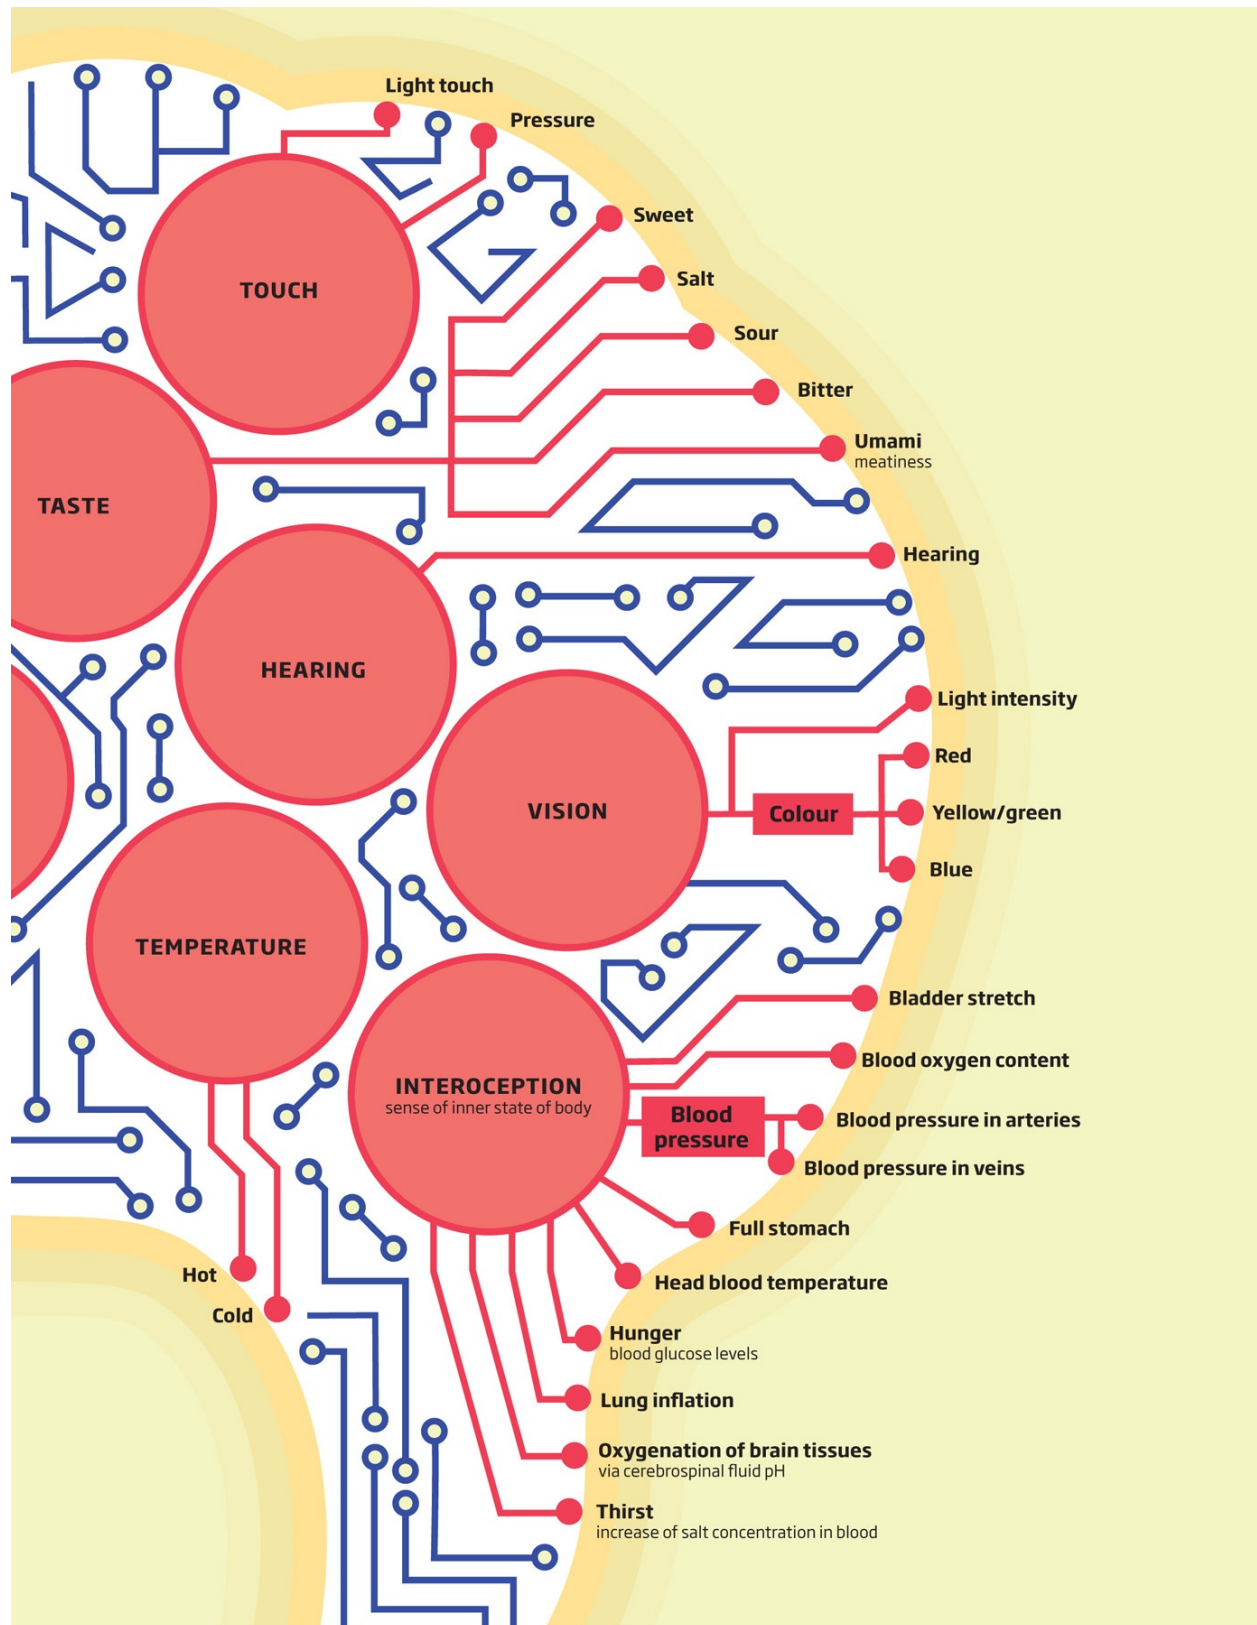 Light touch
Pressure
Sweet
TOUCH
Salt
Sour
Bitter
Umami
meatiness
TASTE
Hearing
HEARING
Light intensity
Red
VISION
Colour
Yellow/green
Blue
TEMPERATURE
Bladder stretch
Blood oxygen content
INTEROCEPTION
sense of inner state of body
Blood
pressure
Blood pressure in arteries
Blood pressure in veins
Full stomach
Hot
Head blood temperature
Cold
Hunger
blood glucose levels
Lung inflation
Oxygenation of brain tissues
via cerebrospinal fluid pH
Thirst
increase of salt concentration in blood